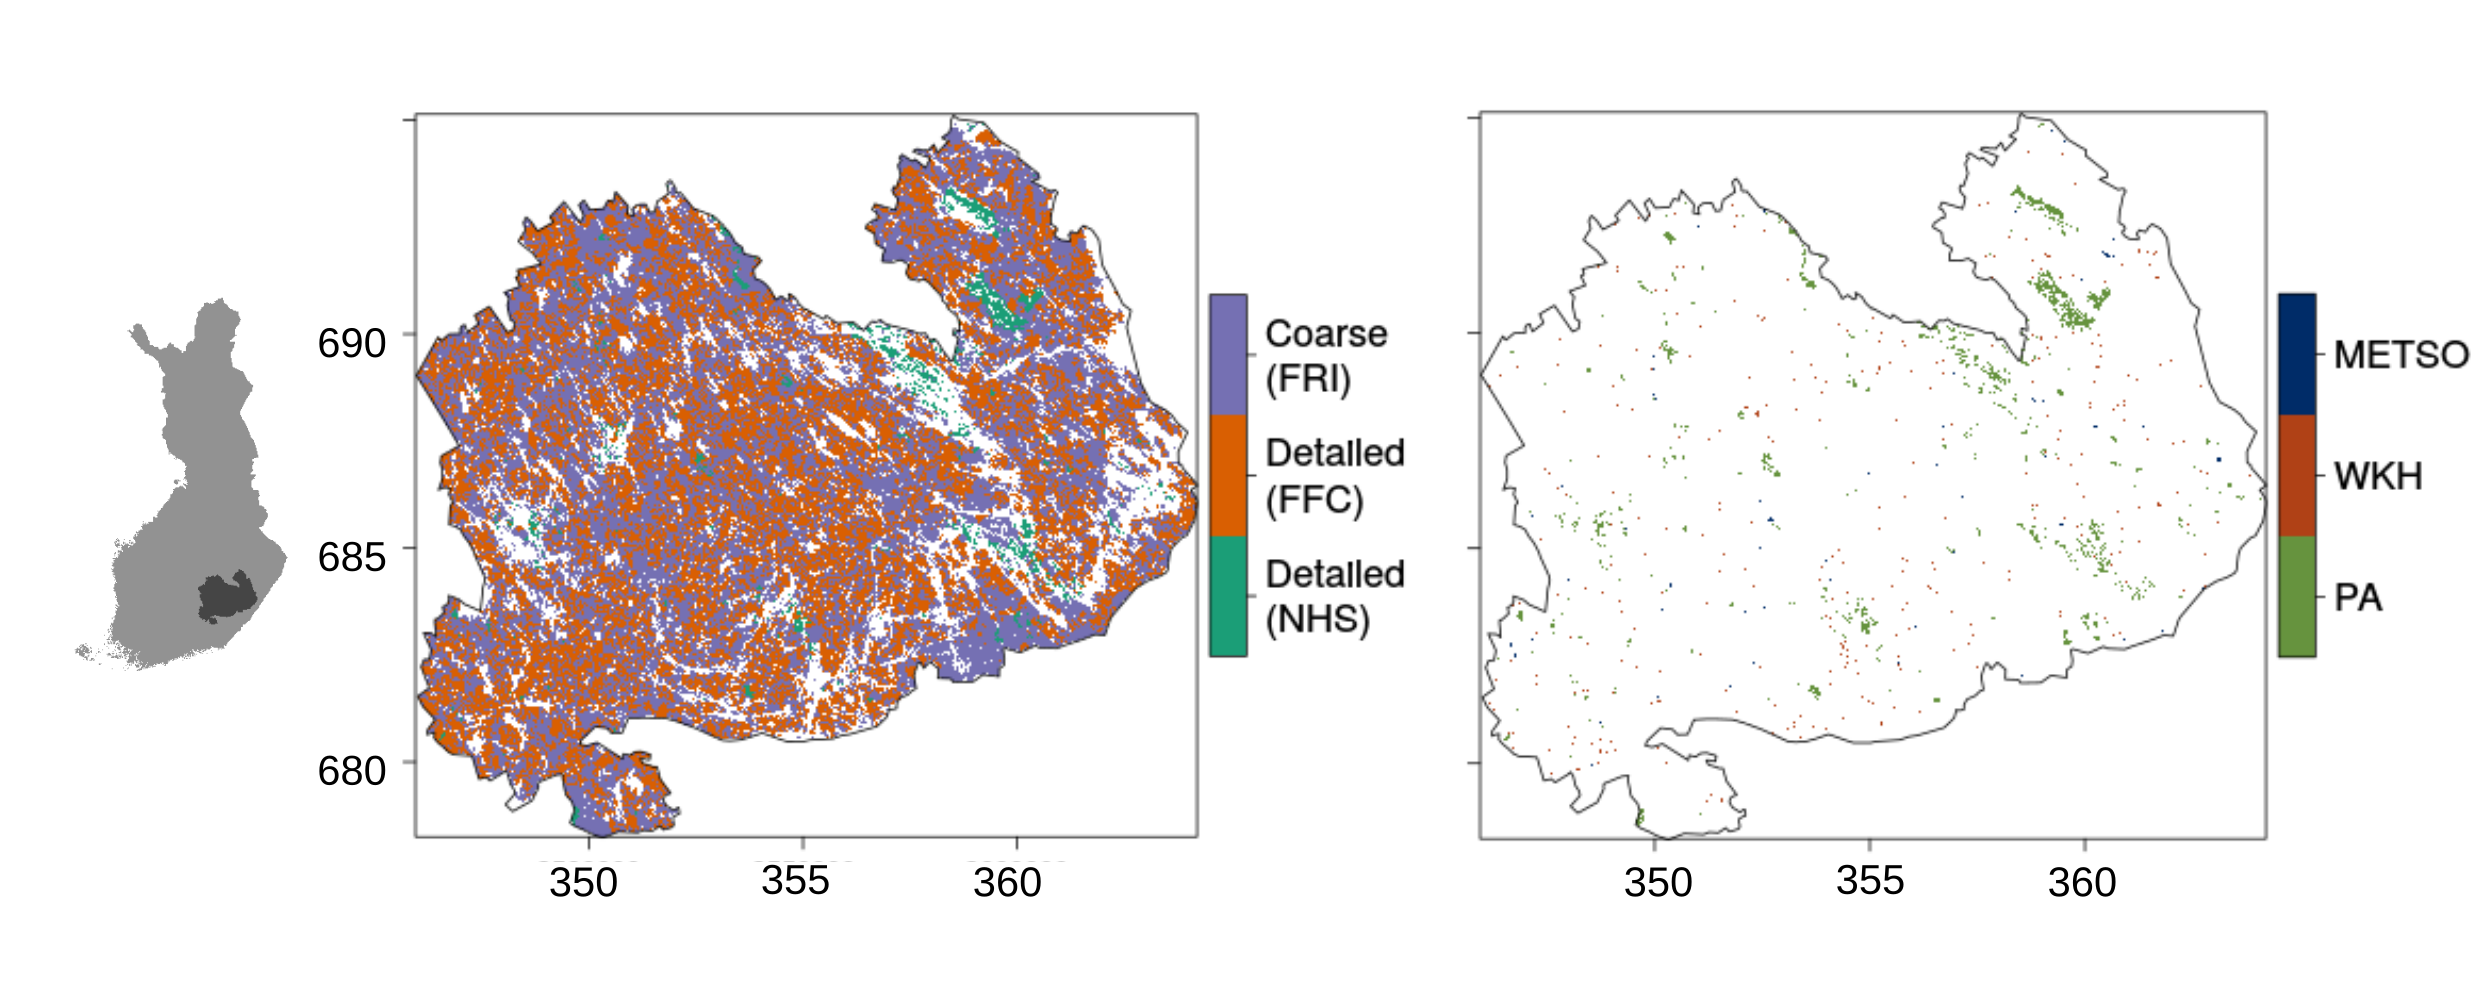 690
685
680
350
355
360
Coarse
(FRI)
Detailed
(FFC)
Detailed
(NHS)
350
355
360
METSO
WKH
PA